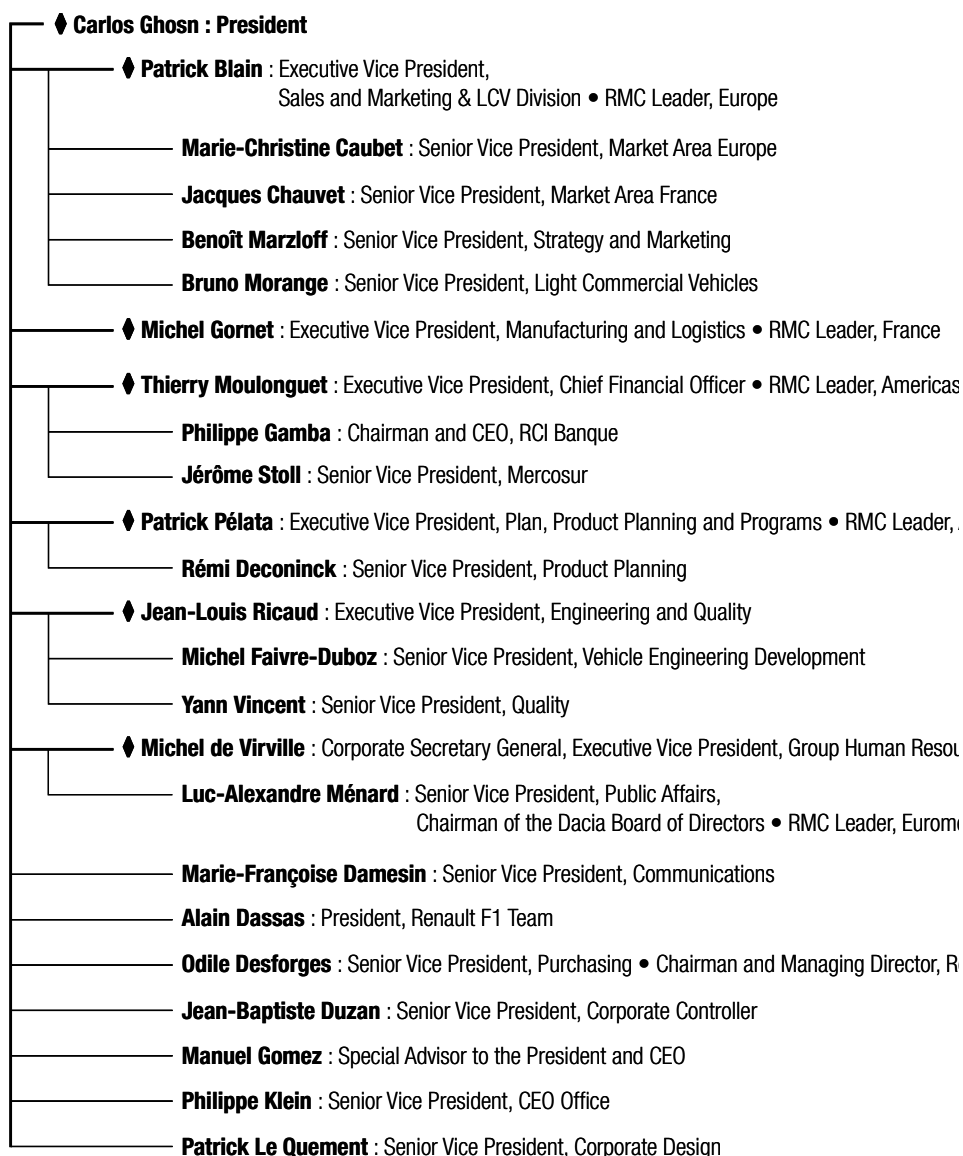 ♦ Carlos Ghosn : President
♦ Patrick Blain : Executive Vice President,
Sales and Marketing & LCV Division • RMC Leader, Europe
Marie-Christine Caubet : Senior Vice President, Market Area Europe
Jacques Chauvet : Senior Vice President, Market Area France
Benoît Marzloff : Senior Vice President, Strategy and Marketing
Bruno Morange : Senior Vice President, Light Commercial Vehicles
♦ Michel Gornet : Executive Vice President, Manufacturing and Logistics • RMC Leader, France
♦ Thierry Moulonguet : Executive Vice President, Chief Financial Officer • RMC Leader, Americas
Philippe Gamba : Chairman and CEO, RCI Banque
Jérôme Stoll : Senior Vice President, Mercosur
♦ Patrick Pélata : Executive Vice President, Plan, Product Planning and Programs • RMC Leader,
Rémi Deconinck : Senior Vice President, Product Planning
♦ Jean-Louis Ricaud : Executive Vice President, Engineering and Quality
Michel Faivre-Duboz : Senior Vice President, Vehicle Engineering Development
Yann Vincent : Senior Vice President, Quality
♦ Michel de Virville : Corporate Secretary General, Executive Vice President, Group Human
Luc-Alexandre Ménard : Senior Vice President, Public Affairs,
Chairman of the Dacia Board of Directors • RMC Leader,
Marie-Françoise Damesin : Senior Vice President, Communications
Alain Dassas : President, Renault F1 Team
Odile Desforges : Senior Vice President, Purchasing • Chairman and Managing Director,
Jean-Baptiste Duzan : Senior Vice President, Corporate Controller
Manuel Gomez : Special Advisor to the President and CEO
Philippe Klein : Senior Vice President, CEO Office
Patrick Le Quement : Senior Vice President, Corporate Design